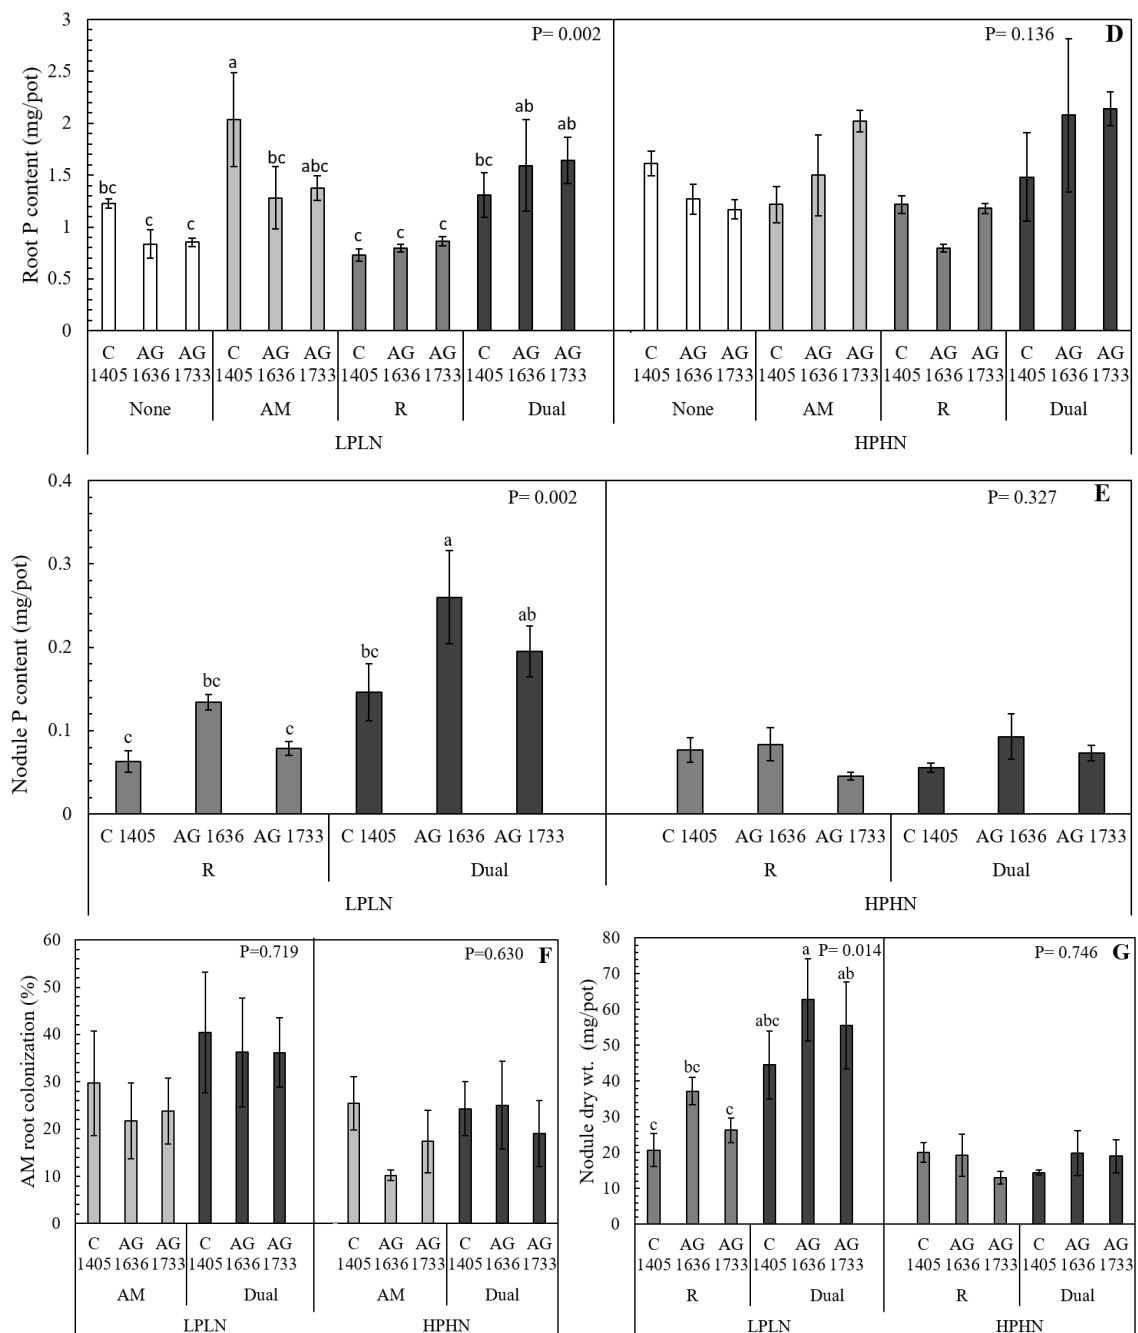 Root P content (mg/pot)
3
2.5
2
1.5
1
0.5
0
P= 0.002
P= 0.136
D
bc
c
c
a
bc
abc
c
c
c
bc
ab
ab
C AG AG C AG AG C AG AG C AG AG C AG AG C AG AG C AG AG C AG AG
1405 1636 1733 1405 1636 1733 1405 1636 1733 1405 1636 1733 1405 1636 1733 1405 1636 1733 1405 1636 1733 1405 1636 1733
None AM R Dual None AM R Dual
LPLN HPHN
Nodule P content (mg/pot)
0.4
0.3
0.2
0.1
0
P= 0.002
P= 0.327
E
c
bc
c
bc
a
ab
C 1405 AG 1636 AG 1733 C 1405 AG 1636 AG 1733 C 1405 AG 1636 AG 1733 C 1405 AG 1636 AG 1733
R Dual R Dual
LPLN HPHN
AM root colonization (%)
60
50
40
30
20
10
0
P=0.719
P=0.630
F
C AG AG C AG AG C AG AG C AG AG
1405 1636 1733 1405 1636 1733 1405 1636 1733 1405 1636 1733
AM Dual AM Dual
LPLN HPHN
Nodule dry wt. (mg/pot)
80
70
60
50
40
30
20
10
0
P= 0.014
P= 0.746
G
c
bc
c
abc
a
ab
C AG AG C AG AG C AG AG C AG AG
1405 1636 1733 1405 1636 1733 1405 1636 1733 1405 1636 1733
R Dual R Dual
LPLN HPHN